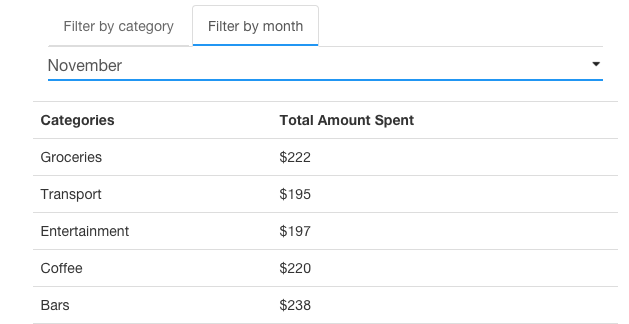 Filter by category Filter by month
November
Categories Total Amount Spent
Groceries $222
Transport $195
Entertainment $197
Coffee $220
Bars $238